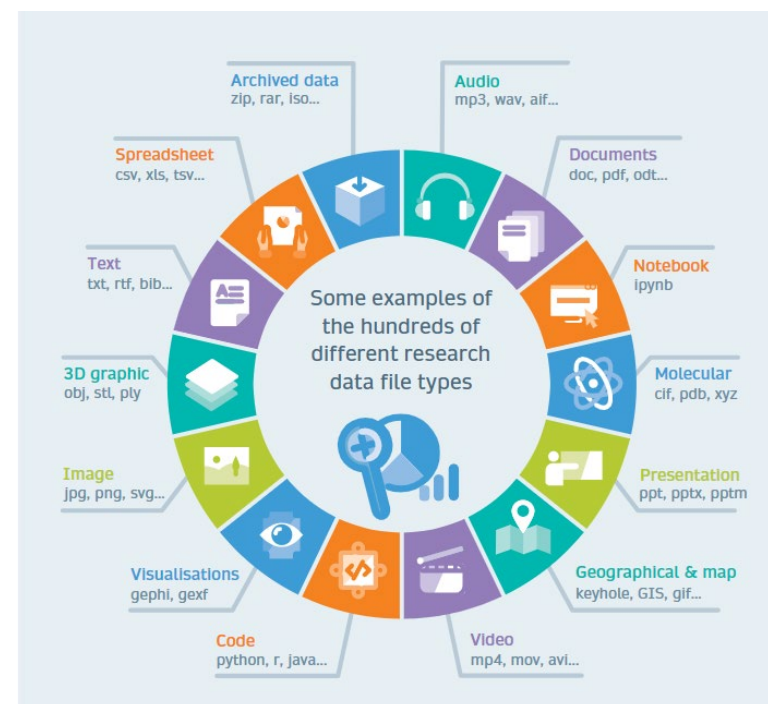 Archived data
zip, rar, iso...
Audio
mp3, wav, aif...
Spreadsheet
csv, xls, tsv...
Documents
doc, pdf, odt...
Text
txt, rtf, bib...
Notebook
ipynb
Some examples of
the hundreds of
different research
data file types
3D graphic
obj, stl, ply
Molecular
cif, pdb, xyz
Image
jpg, png, svg...
Presentation
ppt, pptx, pptm
Visualisations
gephi, gexf
Geographical & map
keyhole, GIS, gif...
Code
python, r, java...
Video
mp4, mov, avi...